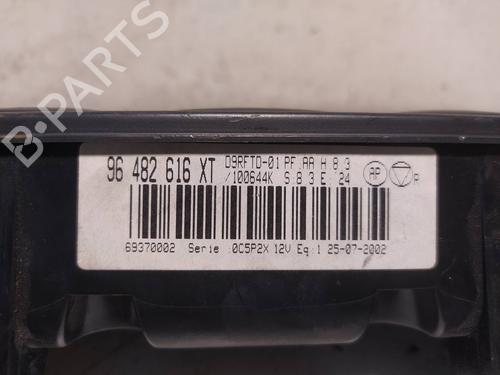 96 482 616 XT D9RFTD-01 PF.AA H 8 3
/100644K S 8 3 E 24 AP R
69370002 Serie :0C5P2X 12V Eq:1 25-07-2002
B-PARTS